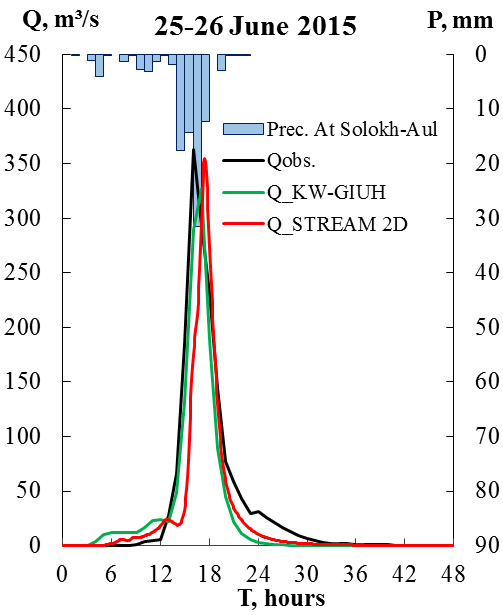 Q, m³/s 25-26 June 2015 P, mm
450 0
400 10
350 20
300 30
250 40
200 50
150 60
100 70
50 80
0 90
Prec. At Solokh-Aul
Qobs.
Q_KW-GIUH
Q_STREAM 2D
0 6 12 18 24 30 36 42 48
T, hours